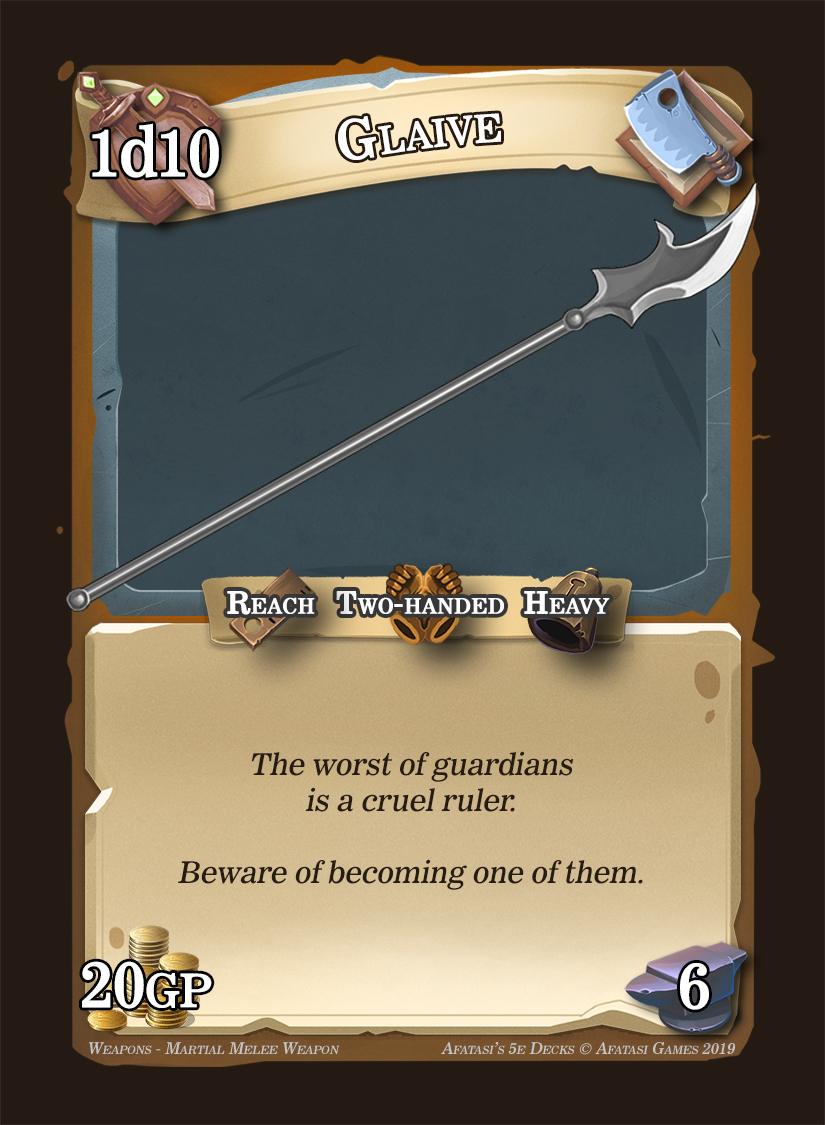 1d10
Glaive
Reach Two-handed Heavy
The worst of guardians
is a cruel ruler.
Beware of becoming one of them.
20GP
6
Weapons - Martial Melee Weapon
Afatasi's 5e Decks © Afatasi Games 2019